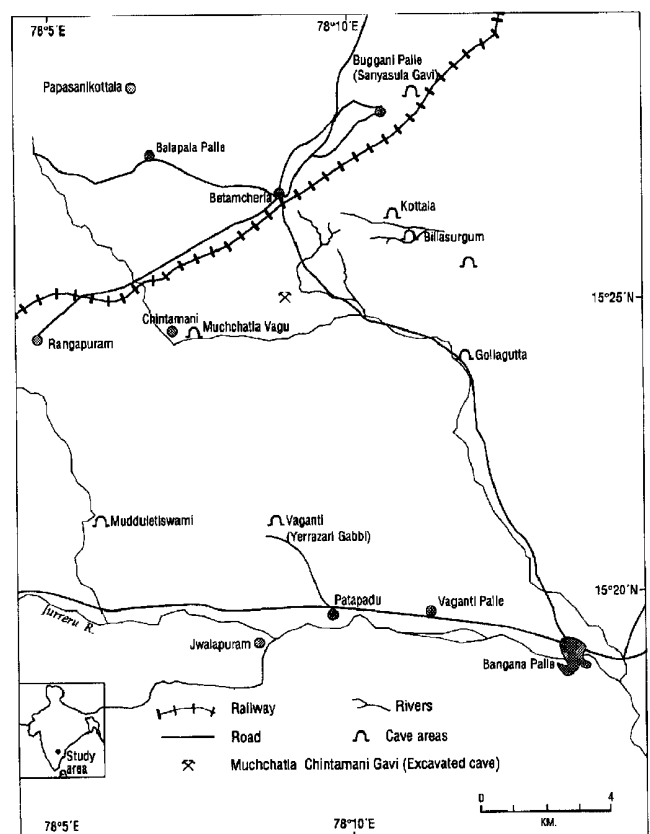 78°5'E
78°10'E
Buggani Palle
(Sanyasula Gavi)
Papasanikottala
Balapala Palle
Betamcherla
Kottala
Billasurgum
15°25'N
Chintamani
Muchchatla Vagu
Rangapuram
Gollagutta
Mudduletiswami
Vaganti
(Yerrazari Gabbi)
15°20'N
Patapadu
Vaganti Palle
Jurreru R.
Jwalapuram
Bangana Palle
Railway
Rivers
Road
Cave areas
Study
area
Muchchatla Chintamani Gavi (Excavated cave)
0 4
KM.
78°5'E
78°10'E